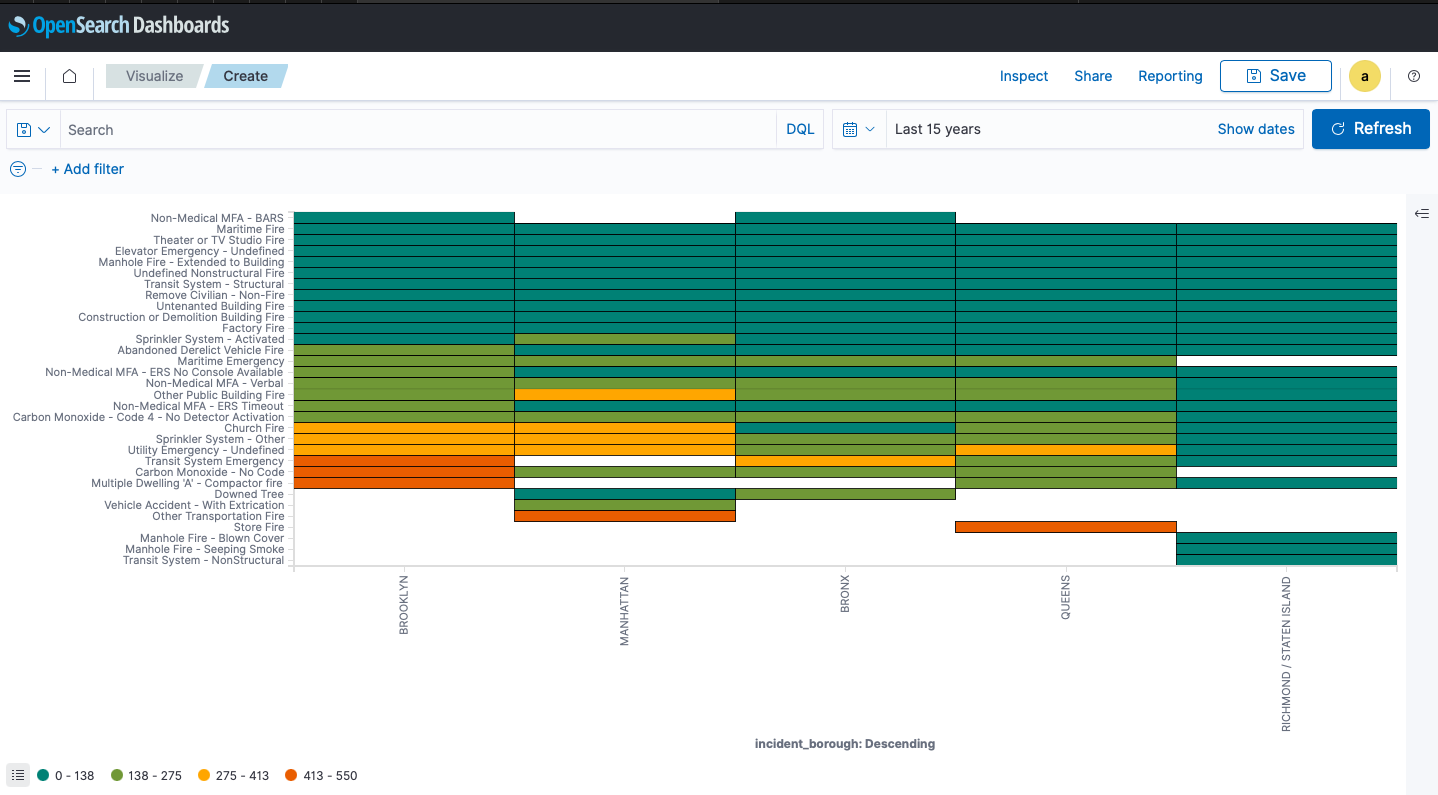 OpenSearch Dashboards
Visualize
Create
Inspect
Share
Reporting
Save
a
Search
DQL
Last 15 years
Show dates
Refresh
+ Add filter
Non-Medical MFA - BARS
Maritime Fire
Theater or TV Studio Fire
Elevator Emergency - Undefined
Manhole Fire - Extended to Building
Undefined Nonstructural Fire
Transit System - Structural
Remove Civilian - Non-Fire
Untenanted Building Fire
Construction or Demolition Building Fire
Factory Fire
Sprinkler System - Activated
Abandoned Derelict Vehicle Fire
Maritime Emergency
Non-Medical MFA - ERS No Console Available
Non-Medical MFA - Verbal
Other Public Building Fire
Non-Medical MFA - ERS Timeout
Carbon Monoxide - Code 4 - No Detector Activation
Church Fire
Sprinkler System - Other
Utility Emergency - Undefined
Transit System Emergency
Carbon Monoxide - No Code
Multiple Dwelling 'A' - Compactor fire
Downed Tree
Vehicle Accident - With Extrication
Other Transportation Fire
Store Fire
Manhole Fire - Blown Cover
Manhole Fire - Seeping Smoke
Transit System - NonStructural
BROOKLYN
MANHATTAN
BRONX
QUEENS
RICHMOND / STATEN ISLAND
incident_borough: Descending
0 - 138
138 - 275
275 - 413
413 - 550